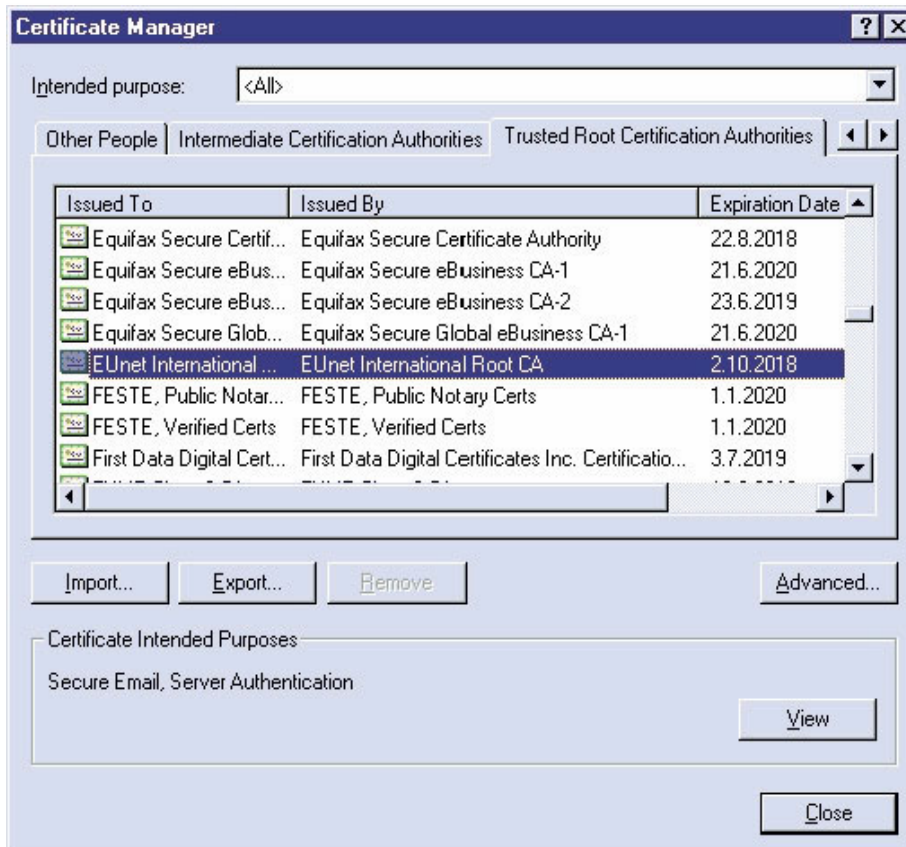 Certificate Manager
Intended purpose: <All>
Other People Intermediate Certification Authorities Trusted Root Certification Authorities
Issued To Issued By Expiration Date
Equifax Secure Certif... Equifax Secure Certificate Authority 22.8.2018
Equifax Secure eBus... Equifax Secure eBusiness CA-1 21.6.2020
Equifax Secure eBus... Equifax Secure eBusiness CA-2 23.6.2019
Equifax Secure Glob... Equifax Secure Global eBusiness CA-1 21.6.2020
EUnet International ... EUnet International Root CA 2.10.2018
FESTE, Public Notar... FESTE, Public Notary Certs 1.1.2020
FESTE, Verified Certs FESTE, Verified Certs 1.1.2020
First Data Digital Cert... First Data Digital Certificates Inc. Certificatio... 3.7.2019
Import... Export... Remove Advanced...
Certificate Intended Purposes
Secure Email, Server Authentication
View
Close